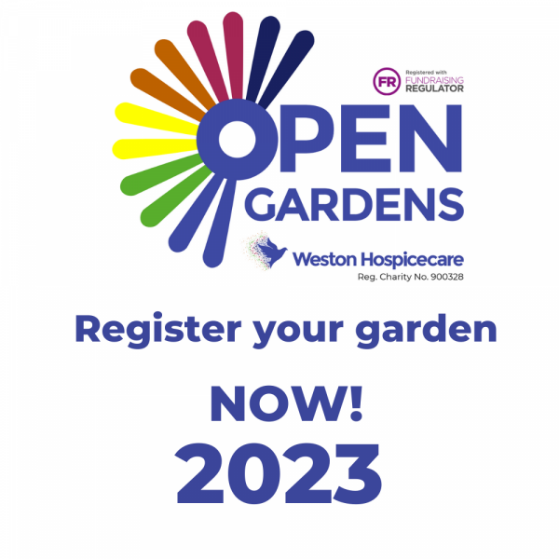 Registered with
FR FUNDRAISING
REGULATOR
OPEN
GARDENS
Weston Hospicecare
Reg. Charity No. 900328
Register your garden
NOW!
2023